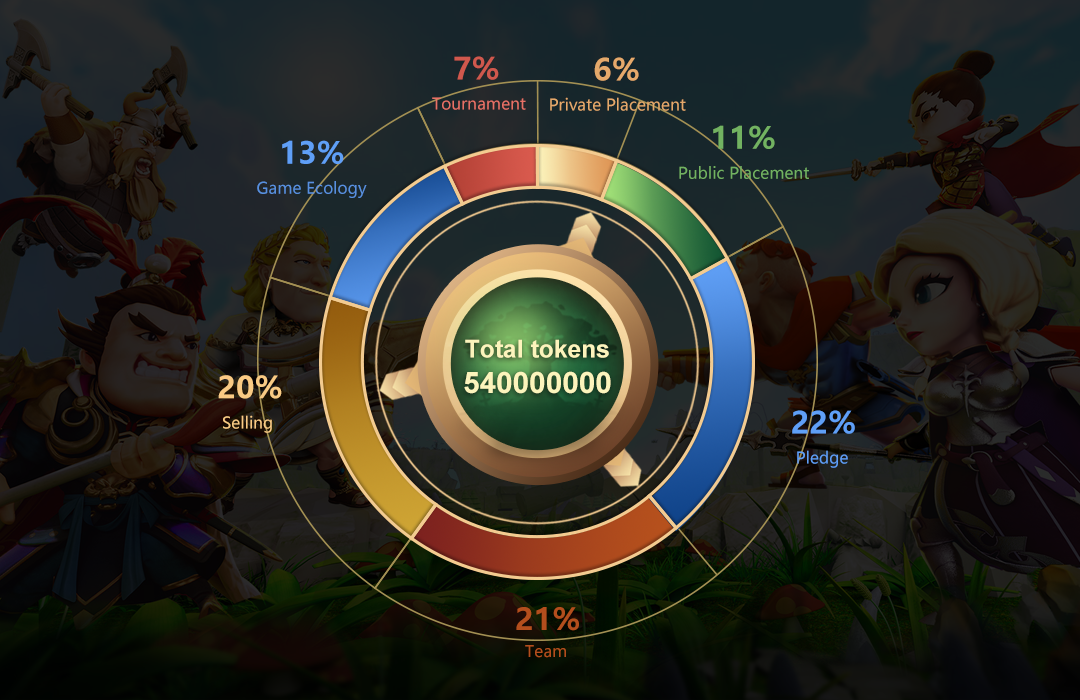 7%
Tournament
6%
Private Placement
11%
Public Placement
13%
Game Ecology
Total tokens
540000000
20%
Selling
22%
Pledge
21%
Team